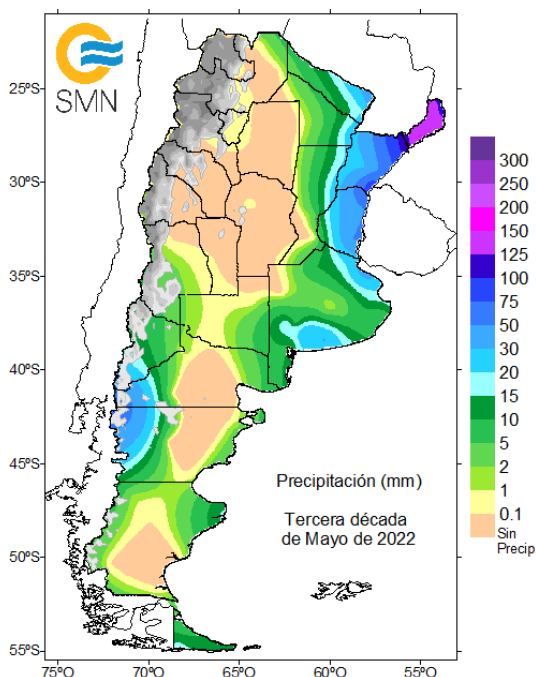 SMN
25ºS
30ºS
35ºS
40ºS
45ºS
50ºS
55ºS
75ºO
70ºO
65ºO
60ºO
55ºO
Precipitación (mm)
Tercera década
de Mayo de 2022
300
250
200
150
125
100
75
50
30
20
15
10
5
2
1
0.1
Sin
Precip